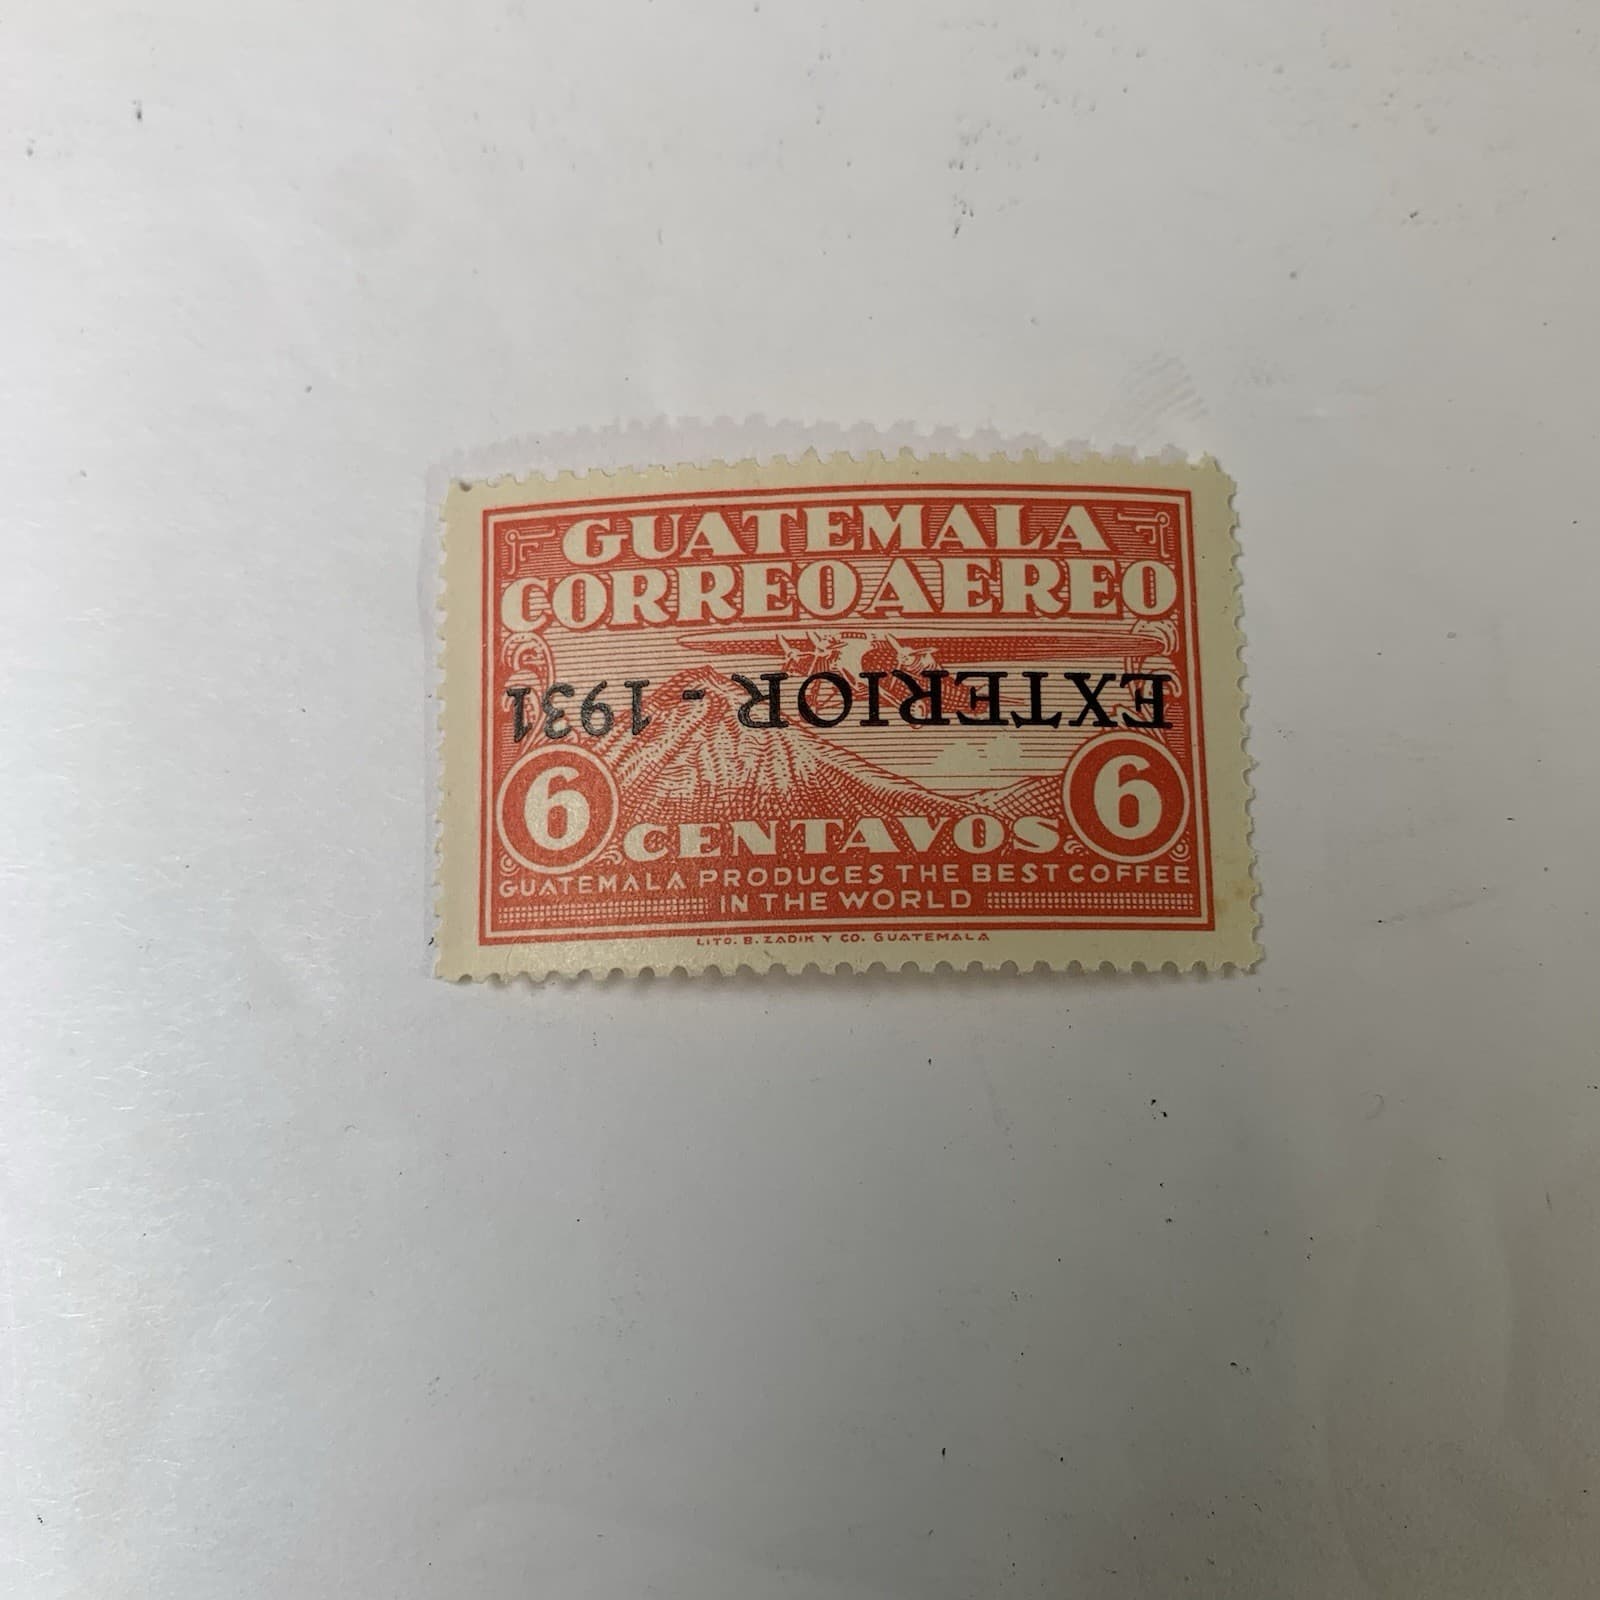 GUATEMALA
CORREO AEREO
EXTERIOR - 1931
6 CENTAVOS 6
GUATEMALA PRODUCES THE BEST COFFEE
IN THE WORLD
LITO. B. ZADIK Y CO. GUATEMALA